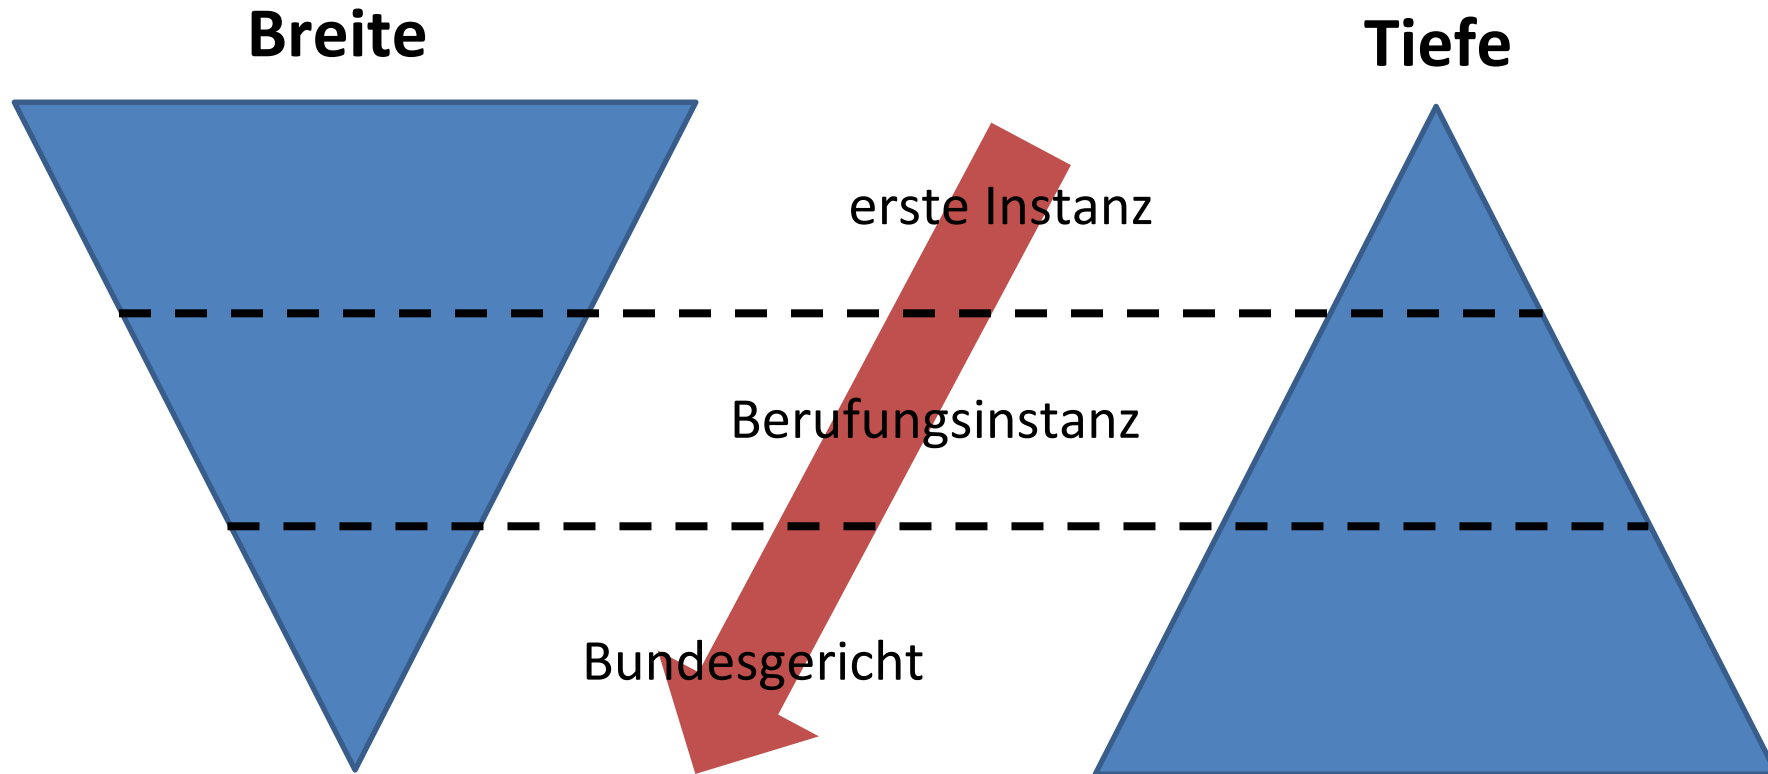 Breite
Tiefe
erste Instanz
Berufungsinstanz
Bundesgericht